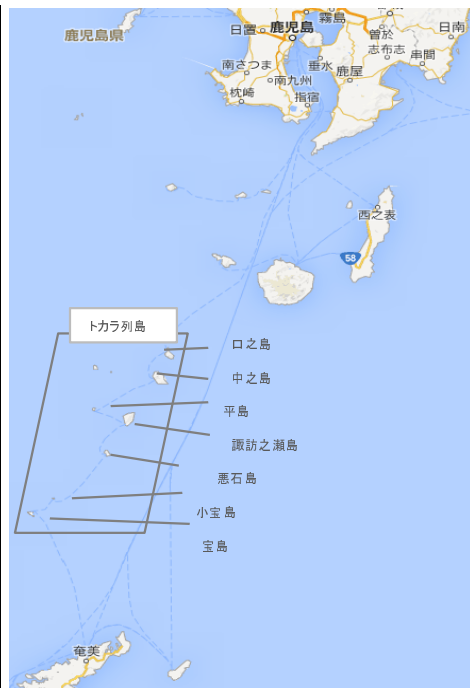 霧島
日置
鹿児島
日南
鹿児島県
曽於
志布志
串間
南さつま
垂水
鹿屋
南九州
枕崎
指宿
西之表
58
トカラ列島
口之島
中之島
平島
諏訪之瀬島
悪石島
小宝島
宝島
奄美